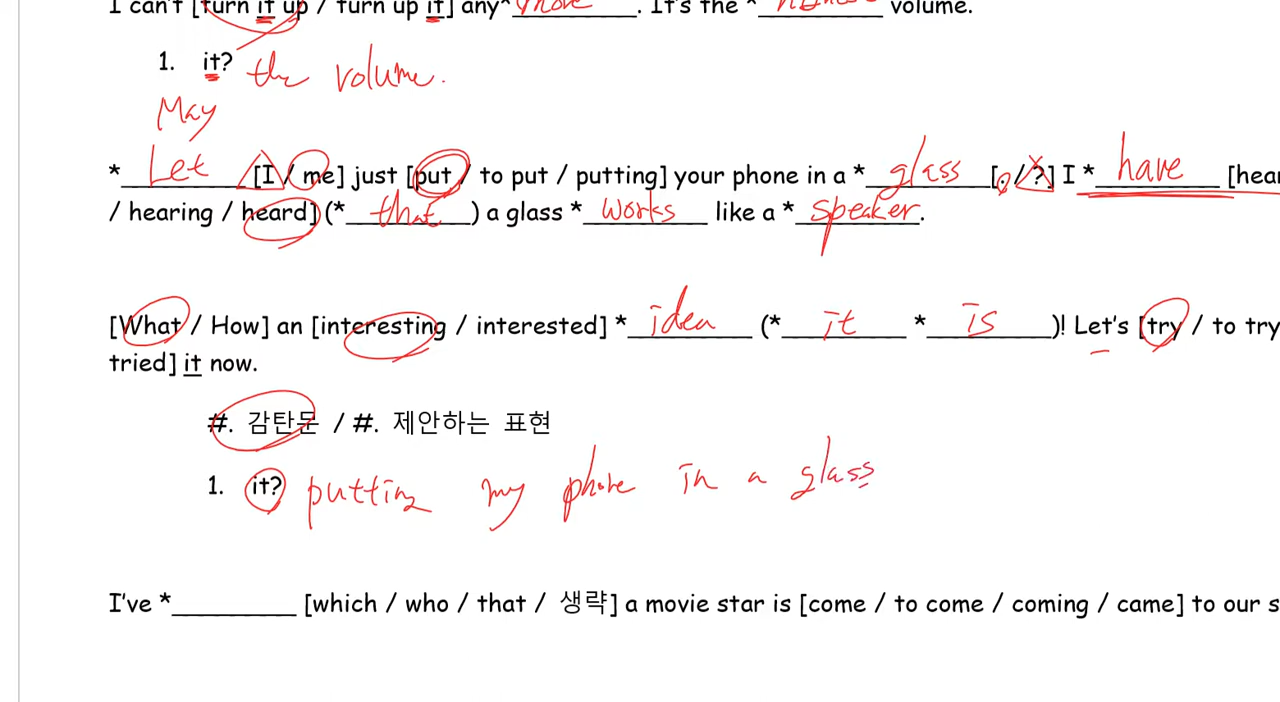 I can't [turn it up / turn up it] any*more. It's the * volume.
1. it? the volume.
May
*Let [I / me] just [put / to put / putting] your phone in a *glass [. / ?] I *have [hear
/ hearing / heard] (*that) a glass *works like a *speaker.
[What / How] an [interesting / interested] *idea (*it *is)! Let's [try / to try
tried] it now.
#. 감탄문 / #. 제안하는 표현
1. it? putting my phone in a glass
I've *__________ [which / who / that / 생략] a movie star is [come / to come / coming / came] to our s